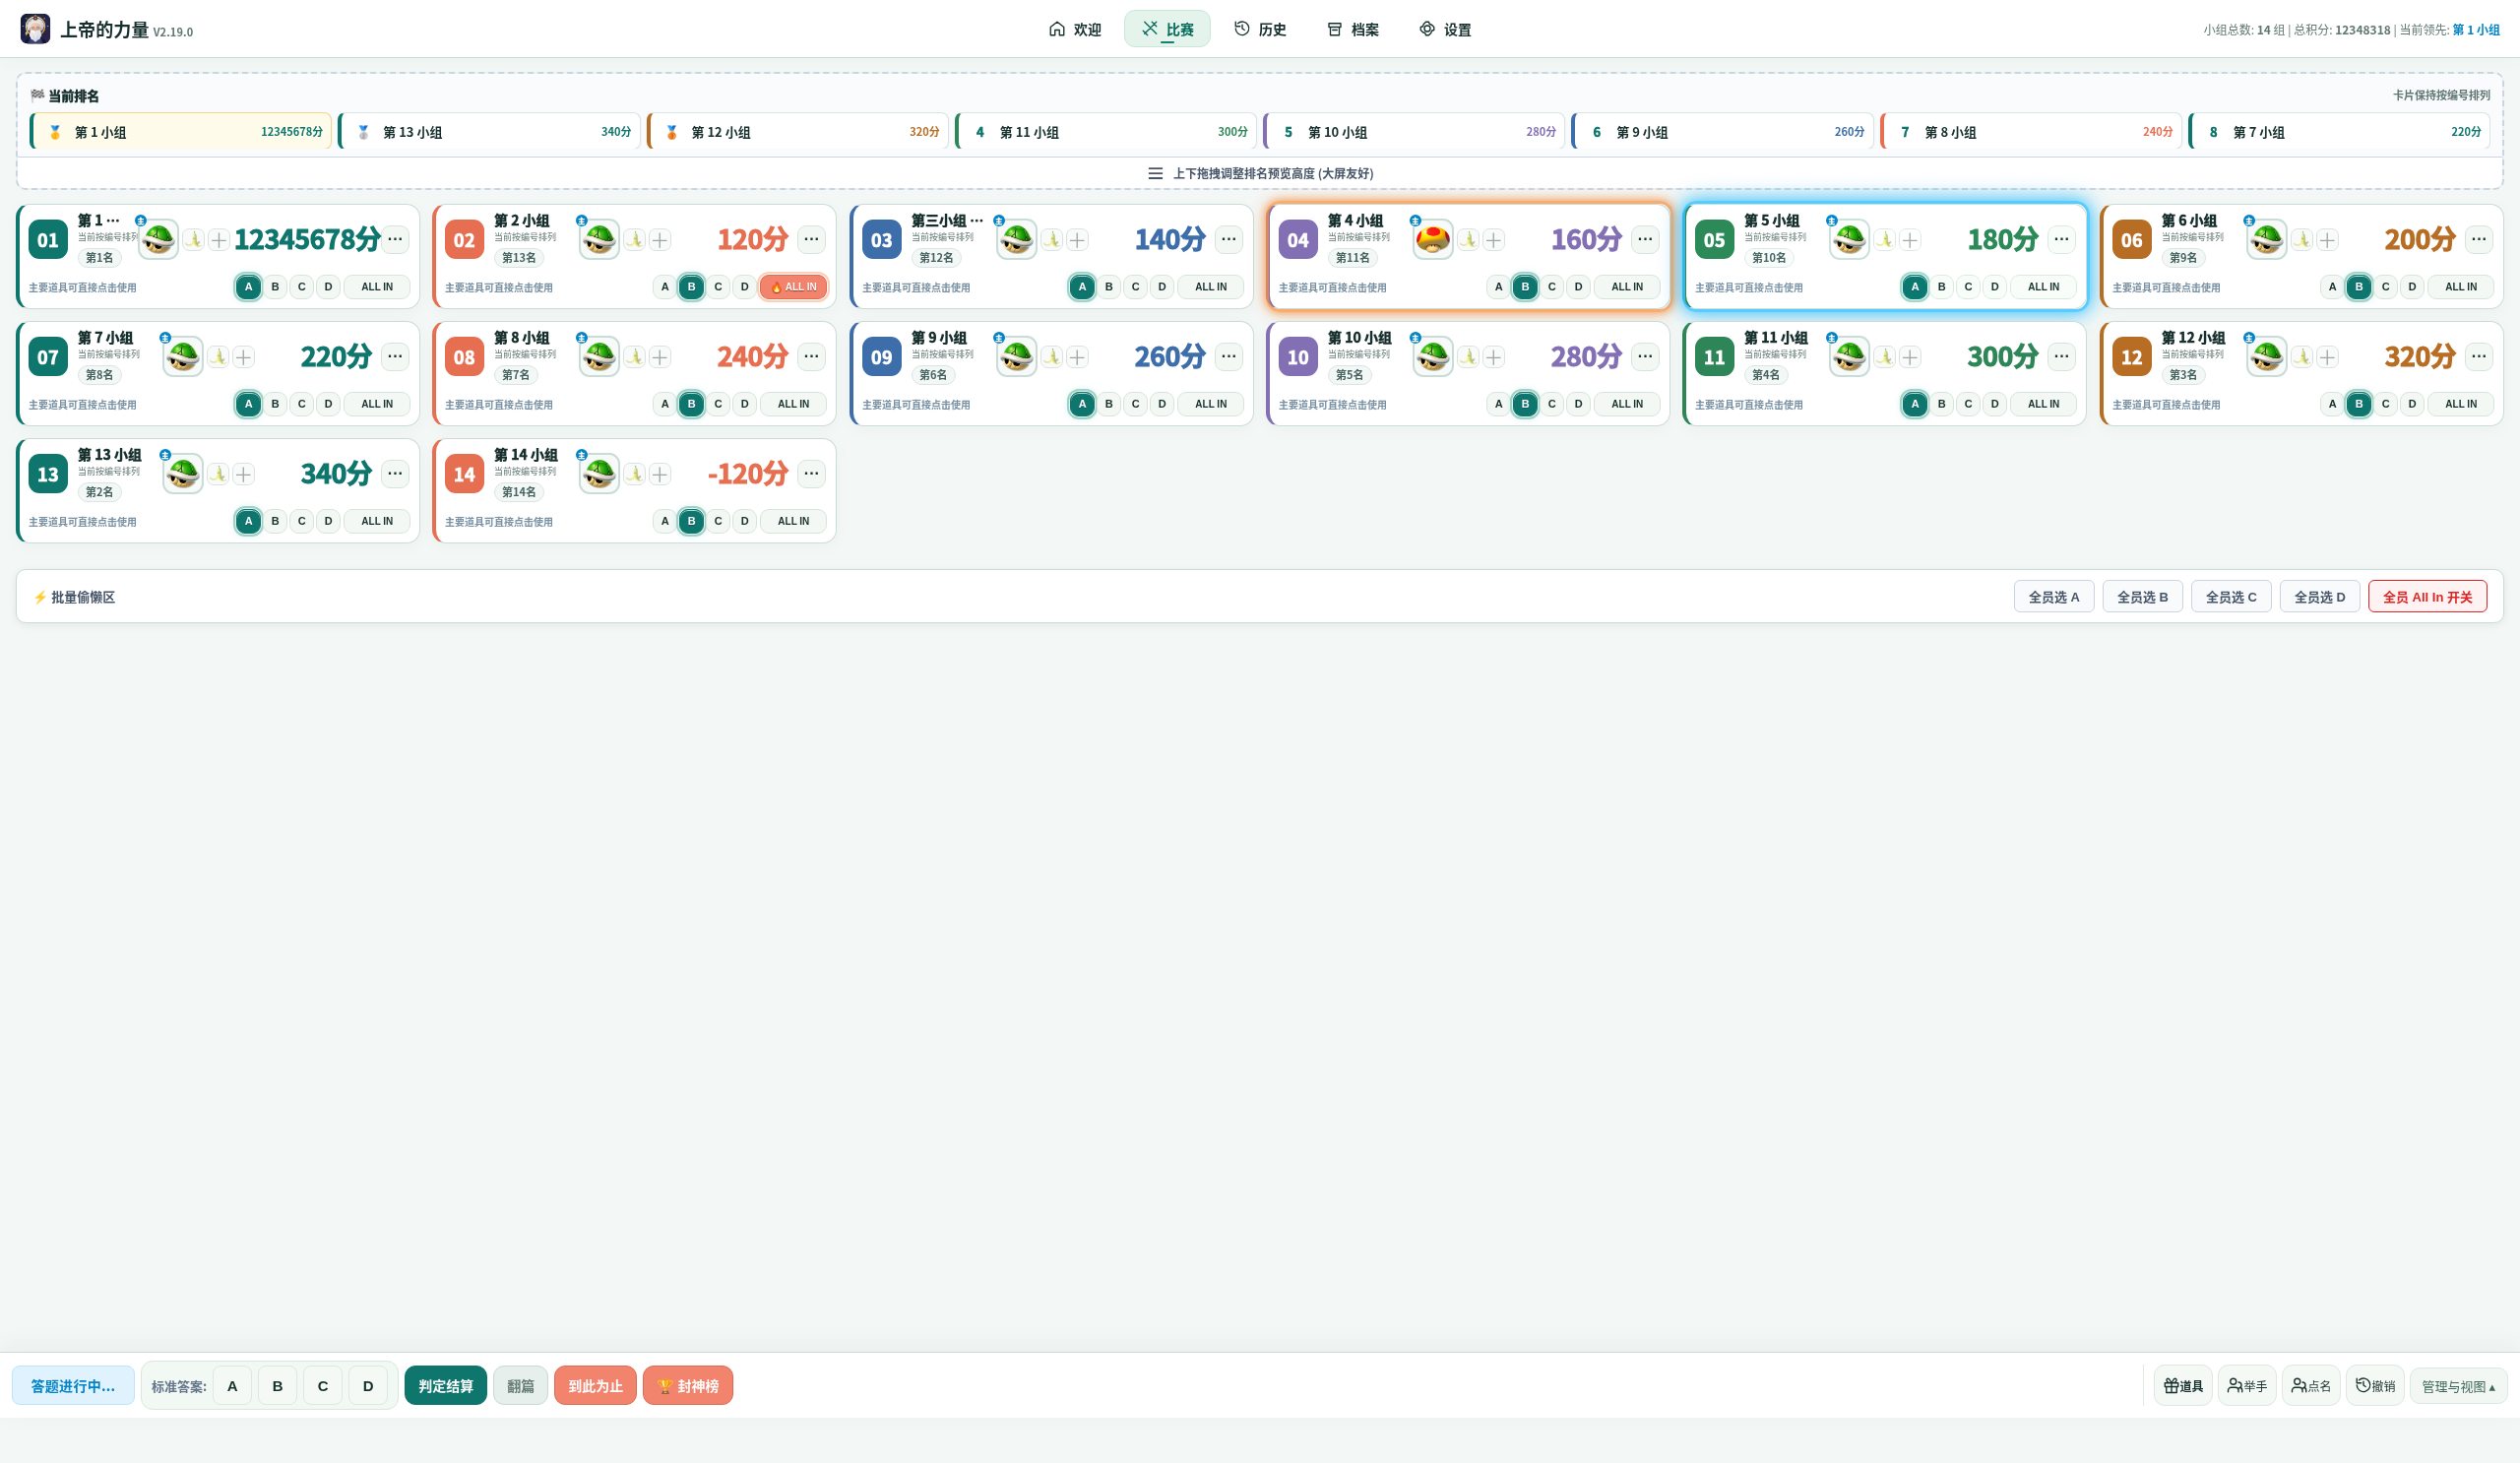 上帝的力量 V2.19.0
欢迎
比赛
历史
档案
设置
小组总数: 14 组 | 总积分: 12348318 | 当前领先: 第 1 小组
当前排名
卡片保持按编号排列
第 1 小组 12345678分
第 13 小组 340分
第 12 小组 320分
4 第 11 小组 300分
5 第 10 小组 280分
6 第 9 小组 260分
7 第 8 小组 240分
8 第 7 小组 220分
上下拖拽调整排名预览高度 (大屏友好)
01 第 1 ··· 主 12345678分 ···
当前按编号排列
第1名
主要道具可直接点击使用 A B C D ALL IN
02 第 2 小组 主 120分 ···
当前按编号排列
第13名
主要道具可直接点击使用 A B C D 🔥 ALL IN
03 第三小组 ··· 主 140分 ···
当前按编号排列
第12名
主要道具可直接点击使用 A B C D ALL IN
04 第 4 小组 主 160分 ···
当前按编号排列
第11名
主要道具可直接点击使用 A B C D ALL IN
05 第 5 小组 主 180分 ···
当前按编号排列
第10名
主要道具可直接点击使用 A B C D ALL IN
06 第 6 小组 主 200分 ···
当前按编号排列
第9名
主要道具可直接点击使用 A B C D ALL IN
07 第 7 小组 主 220分 ···
当前按编号排列
第8名
主要道具可直接点击使用 A B C D ALL IN
08 第 8 小组 主 240分 ···
当前按编号排列
第7名
主要道具可直接点击使用 A B C D ALL IN
09 第 9 小组 主 260分 ···
当前按编号排列
第6名
主要道具可直接点击使用 A B C D ALL IN
10 第 10 小组 主 280分 ···
当前按编号排列
第5名
主要道具可直接点击使用 A B C D ALL IN
11 第 11 小组 主 300分 ···
当前按编号排列
第4名
主要道具可直接点击使用 A B C D ALL IN
12 第 12 小组 主 320分 ···
当前按编号排列
第3名
主要道具可直接点击使用 A B C D ALL IN
13 第 13 小组 主 340分 ···
当前按编号排列
第2名
主要道具可直接点击使用 A B C D ALL IN
14 第 14 小组 主 -120分 ···
当前按编号排列
第14名
主要道具可直接点击使用 A B C D ALL IN
⚡ 批量偷懒区
全员选 A
全员选 B
全员选 C
全员选 D
全员 All In 开关
答题进行中...
标准答案: A B C D
判定结算
翻篇
到此为止
🏆 封神榜
道具
举手
点名
撤销
管理与视图 ▴